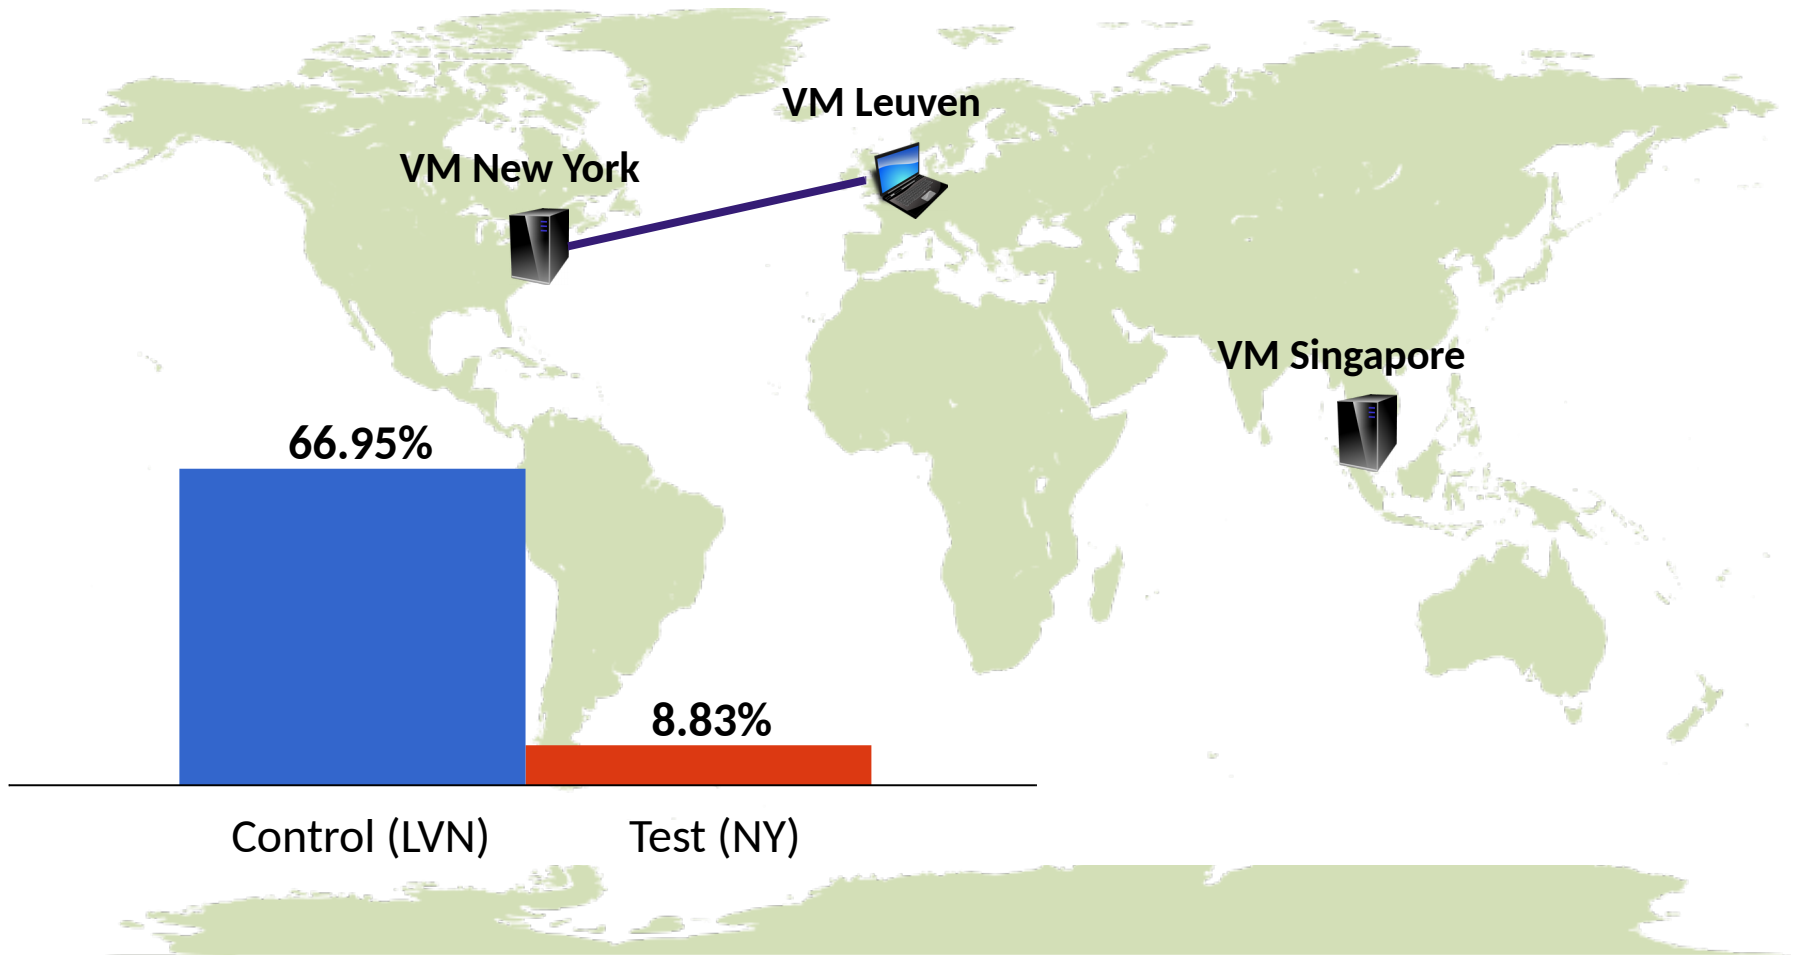 VM Leuven
VM New York
VM Singapore
66.95%
8.83%
Control (LVN)
Test (NY)